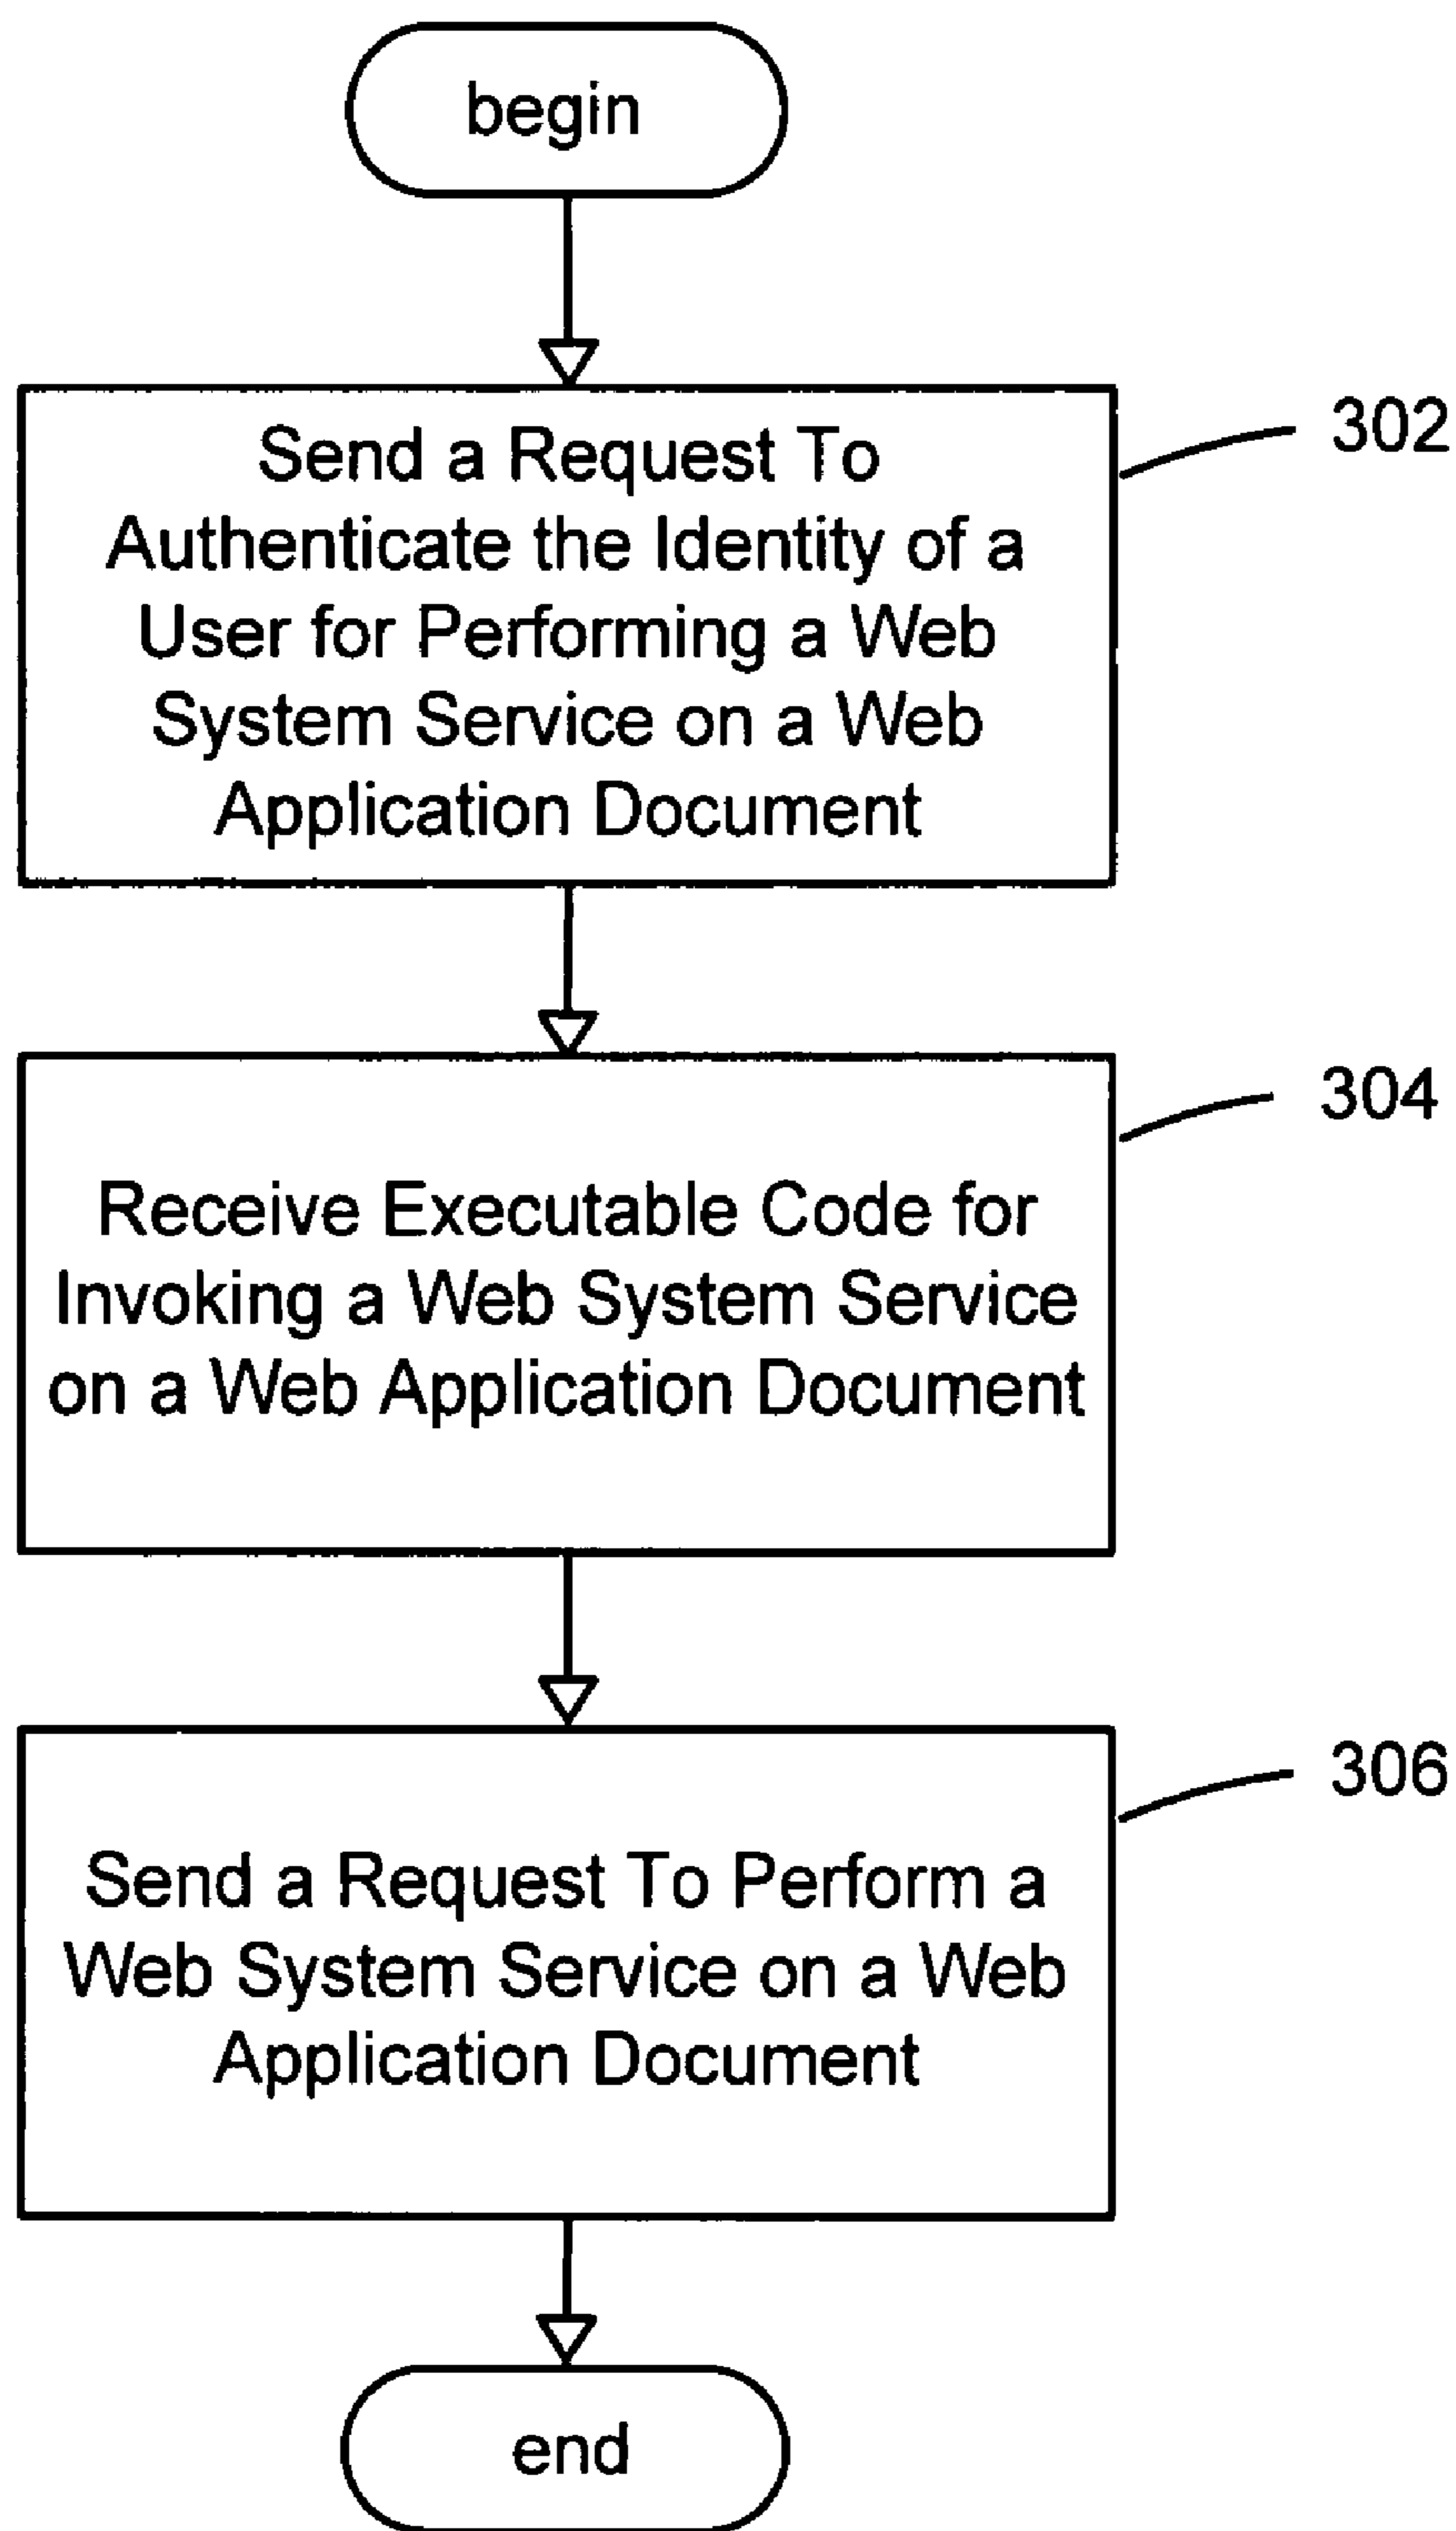 begin
Send a Request To
Authenticate the Identity of a
User for Performing a Web
System Service on a Web
Application Document
302
Receive Executable Code for
Invoking a Web System Service
on a Web Application Document
304
Send a Request To Perform a
Web System Service on a Web
Application Document
306
end